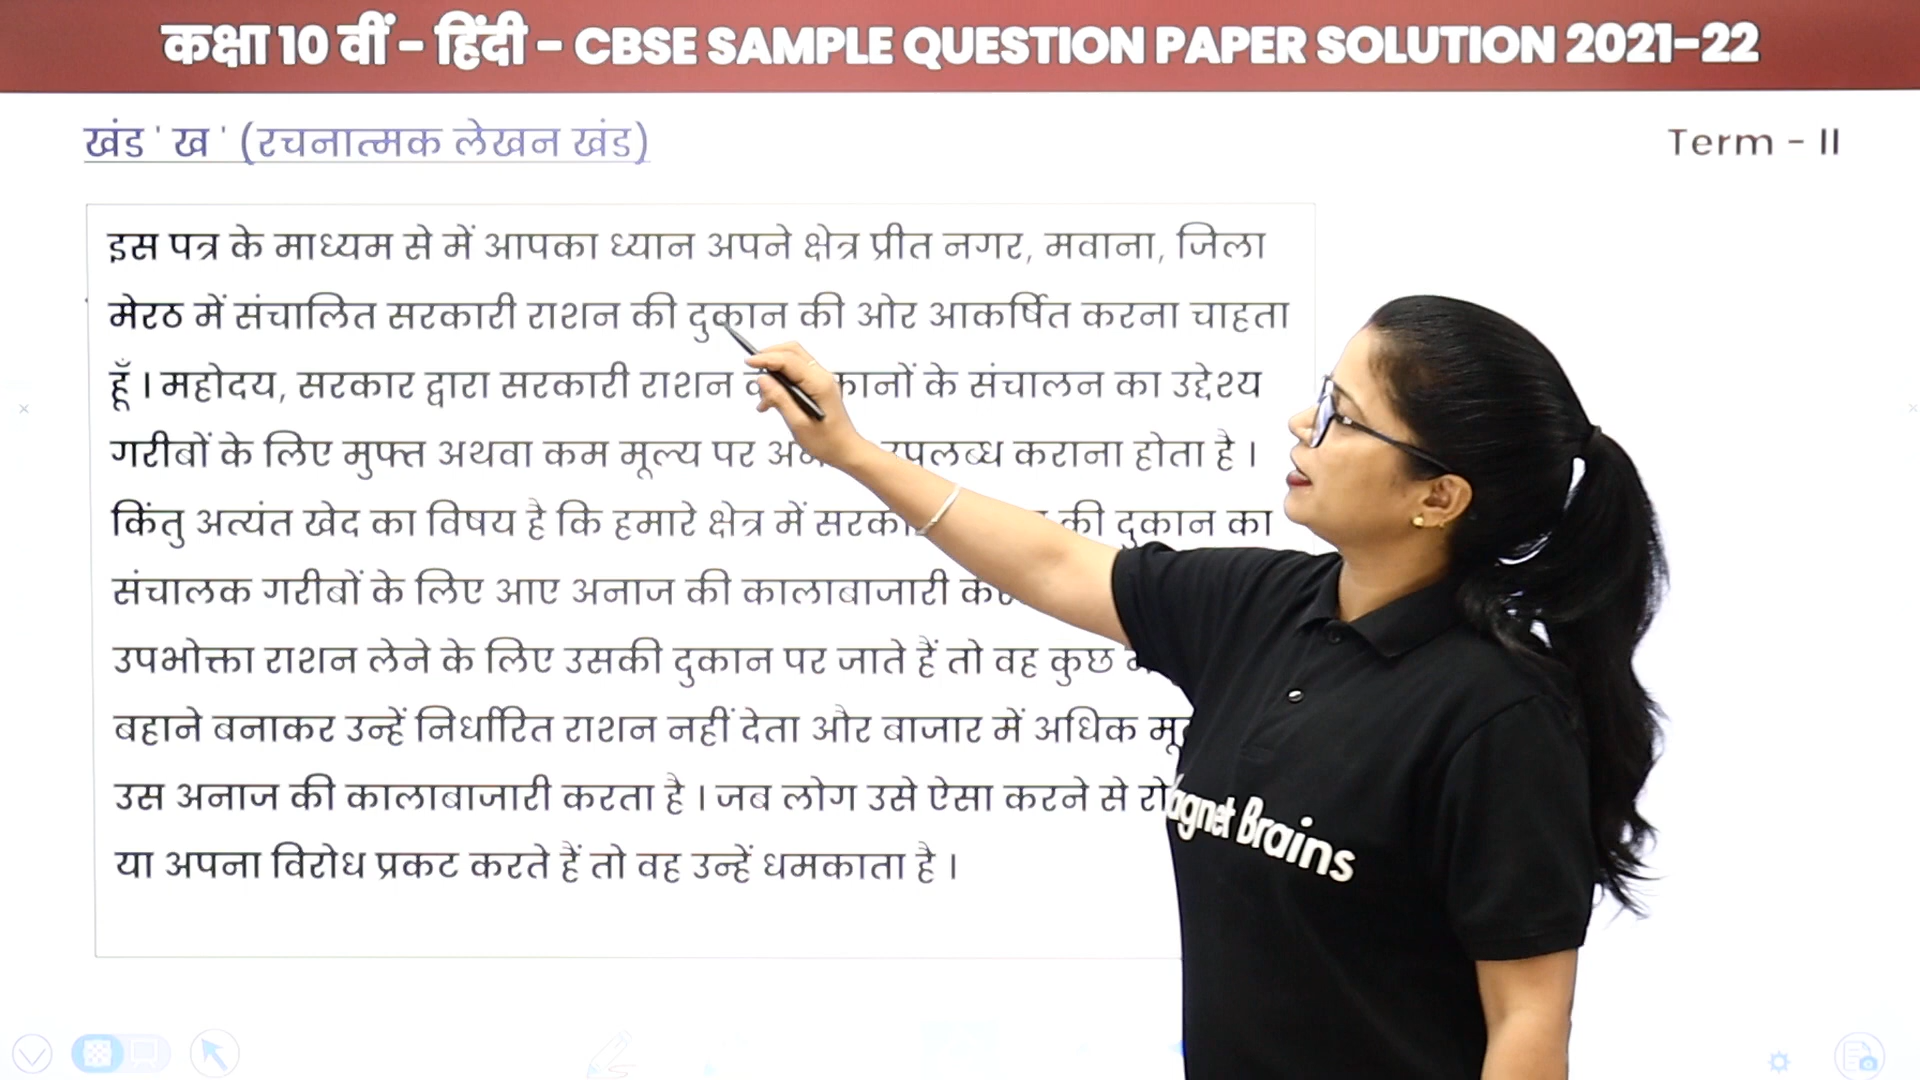 कक्षा 10 वीं - हिंदी - CBSE SAMPLE QUESTION PAPER SOLUTION 2021-22
खंड ' ख ' (रचनात्मक लेखन खंड)
Term - II
इस पत्र के माध्यम से में आपका ध्यान अपने क्षेत्र प्रीत नगर, मवाना, जिला
मेरठ में संचालित सरकारी राशन की दुकान की ओर आकर्षित करना चाहता
हूँ । महोदय, सरकार द्वारा सरकारी राशन के संचालन का उद्देश्य
गरीबों के लिए मुफ्त अथवा कम मूल्य पर उपलब्ध कराना होता है ।
किंतु अत्यंत खेद का विषय है कि हमारे क्षेत्र में की दुकान का
संचालक गरीबों के लिए आए अनाज की कालाबाजारी
उपभोक्ता राशन लेने के लिए उसकी दुकान पर जाते हैं तो वह कुछ
बहाने बनाकर उन्हें निर्धारित राशन नहीं देता और बाजार में अधिक
उस अनाज की कालाबाजारी करता है । जब लोग उसे ऐसा करने से
या अपना विरोध प्रकट करते हैं तो वह उन्हें धमकाता है ।
Brains